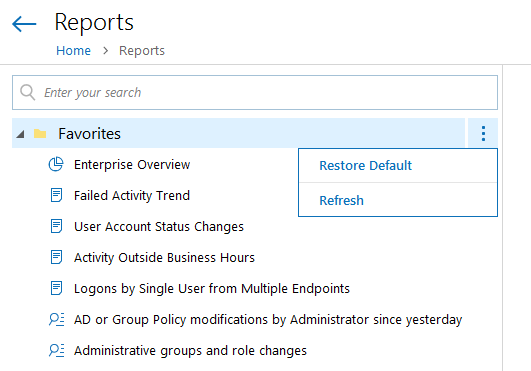 Reports
Home > Reports
Enter your search
Favorites
Restore Default
Refresh
Enterprise Overview
Failed Activity Trend
User Account Status Changes
Activity Outside Business Hours
Logons by Single User from Multiple Endpoints
AD or Group Policy modifications by Administrator since yesterday
Administrative groups and role changes